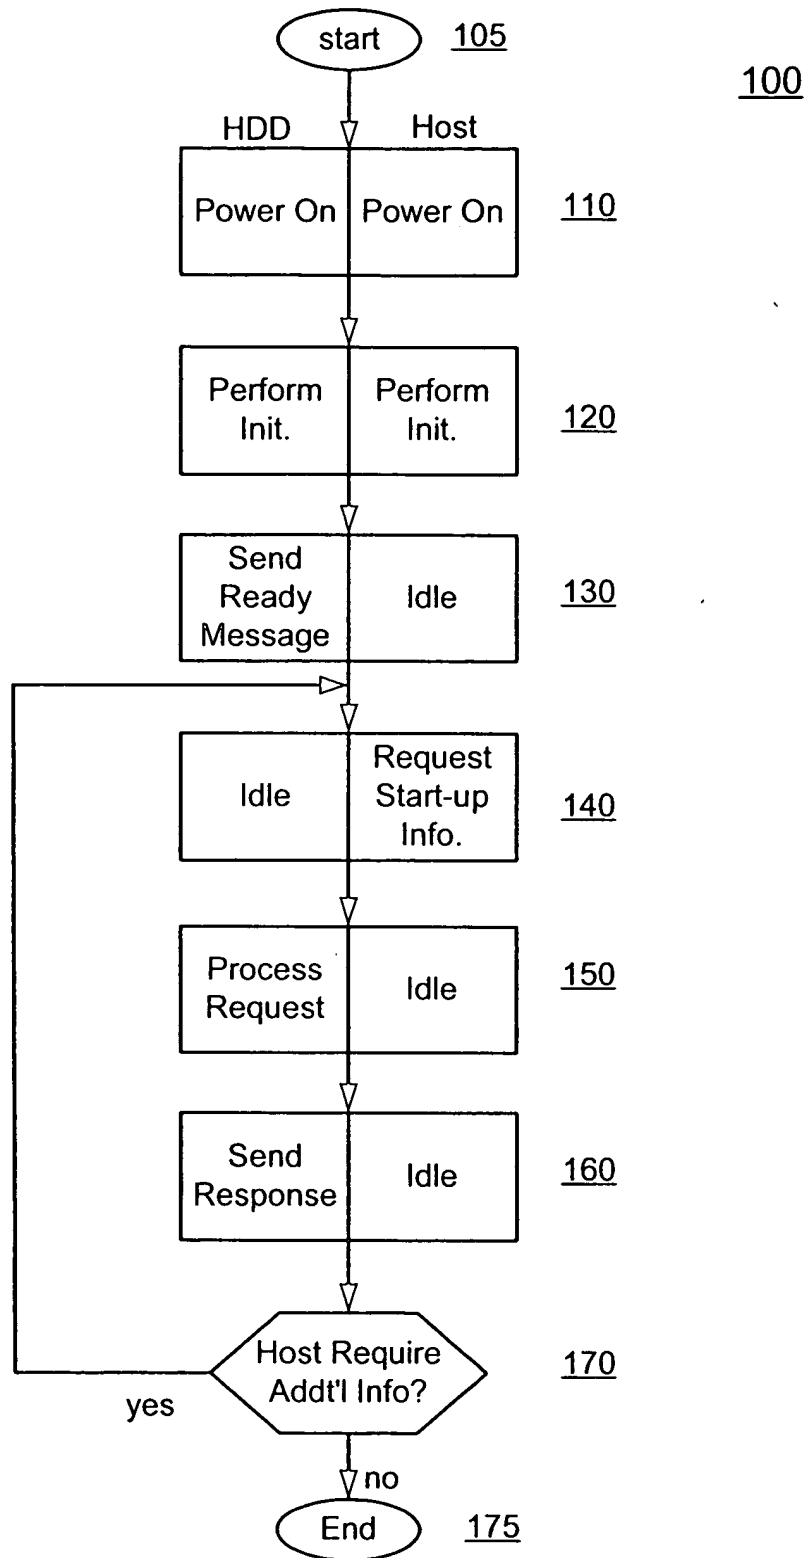 start 105
100
HDD Host
Power On Power On 110
Perform Perform
Init. Init. 120
Send
Ready Idle 130
Message
Request
Idle Start-up 140
Info.
Process Idle 150
Request
Send Idle 160
Response
Host Require 170
Addt'l Info?
yes
no
End 175